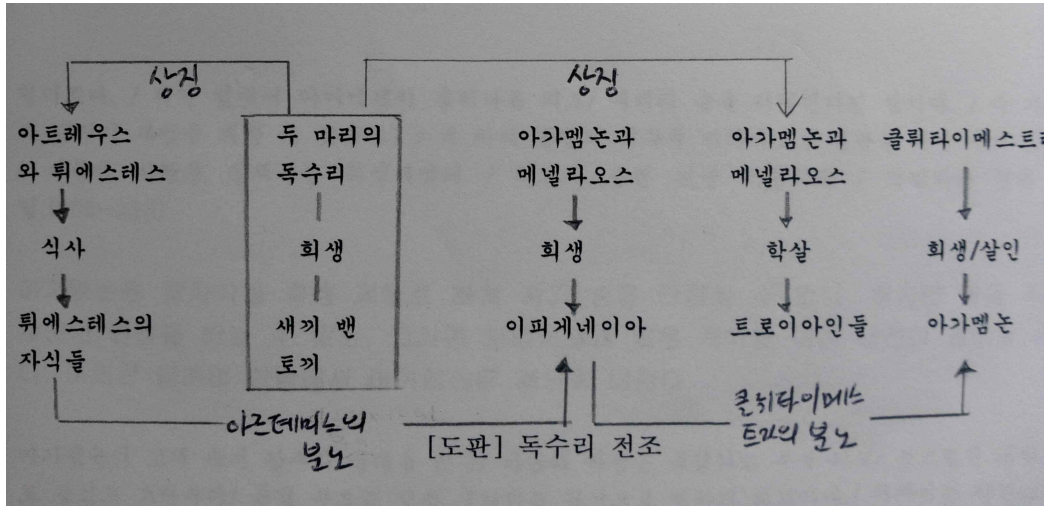 상징
상징
아트레우스
와 튀에스테스
두 마리의
독수리
아가멤논과
메넬라오스
아가멤논과
메넬라오스
클뤼타이메스트라
식사
희생
희생
학살
희생/살인
튀에스테스의
자식들
새끼 밴
토끼
이피게네이아
트로이아인들
아가멤논
아르테미스의
분노
클뤼타이메스
트라의 분노
[도판] 독수리 전조